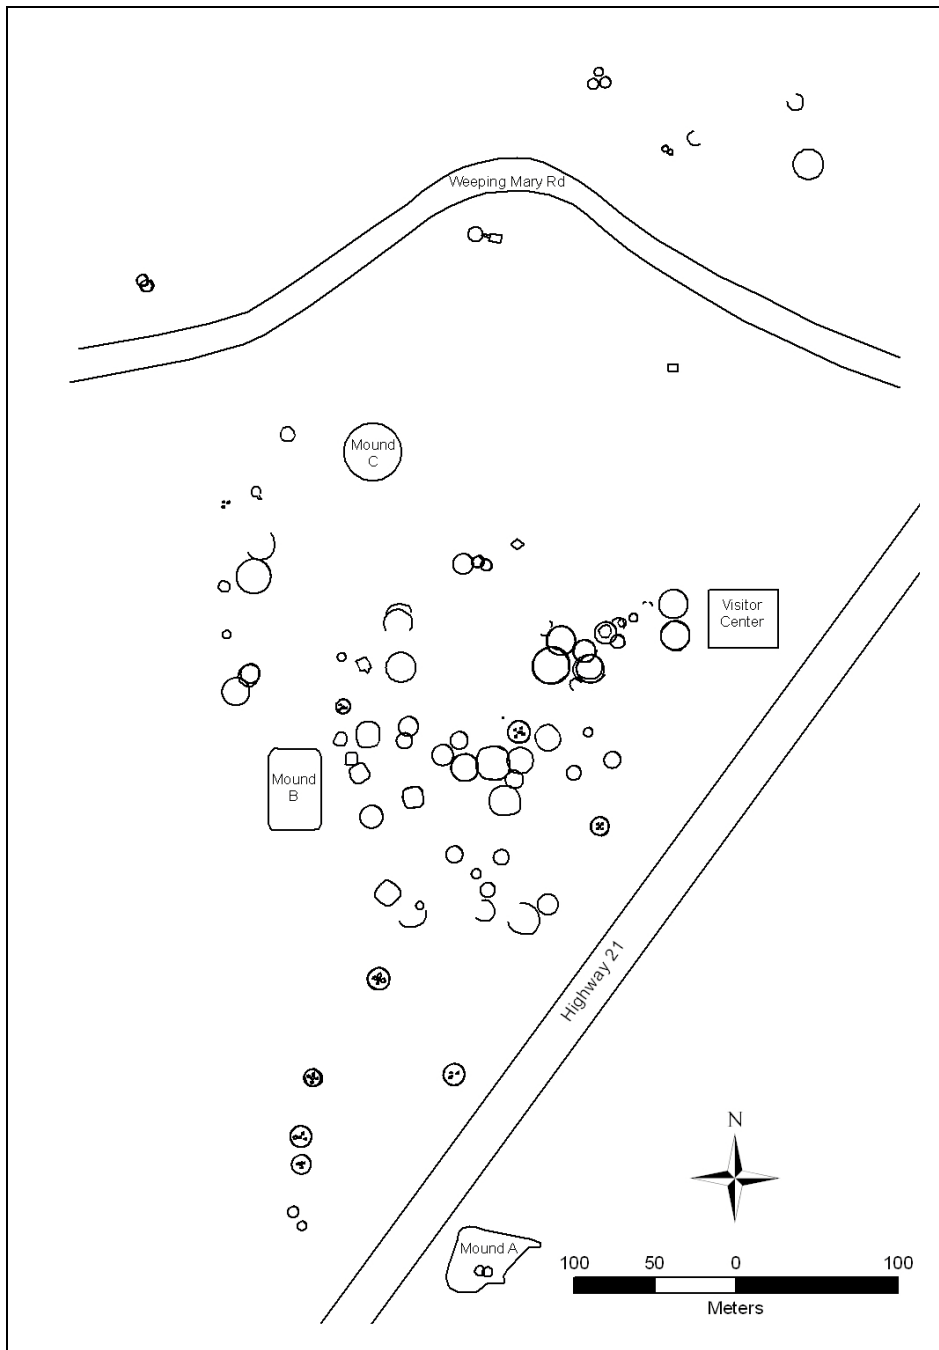 Weeping Mary Rd
Mound
C
Visitor
Center
Mound
B
Highway 21
N
Mound A
100 50 0 100
Meters